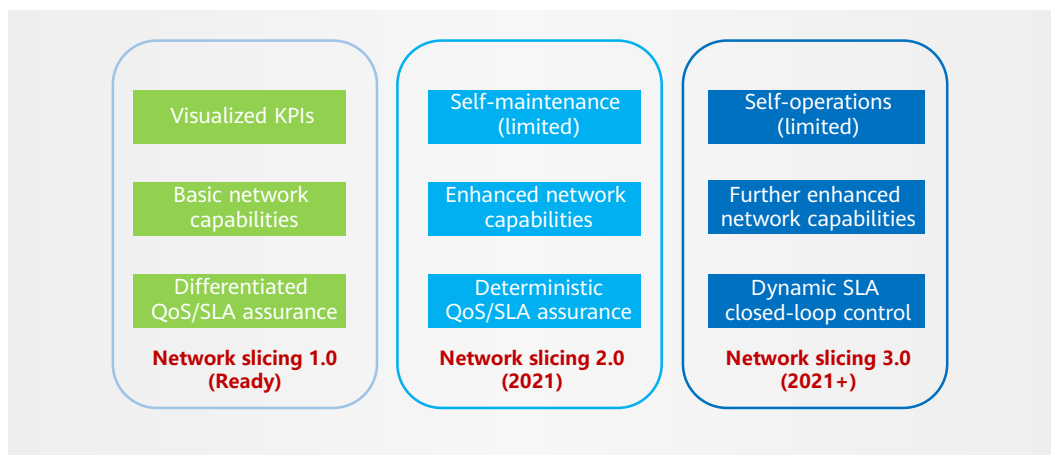 Visualized KPIs
Basic network
capabilities
Differentiated
QoS/SLA assurance
Network slicing 1.0
(Ready)
Self-maintenance
(limited)
Enhanced network
capabilities
Deterministic
QoS/SLA assurance
Network slicing 2.0
(2021)
Self-operations
(limited)
Further enhanced
network capabilities
Dynamic SLA
closed-loop control
Network slicing 3.0
(2021+)